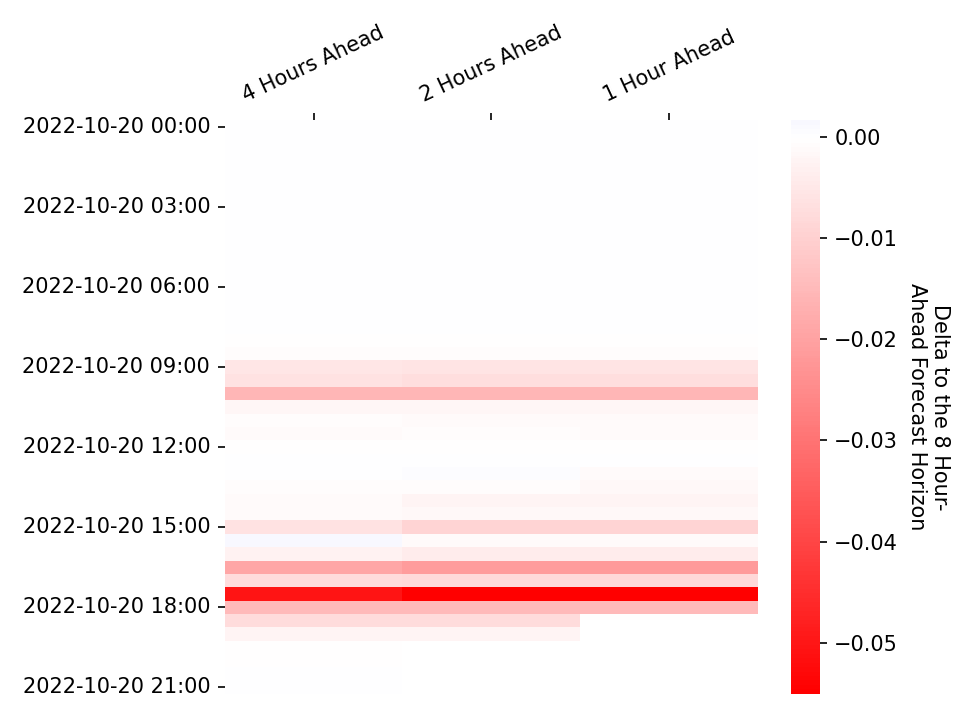 4 Hours Ahead
2 Hours Ahead
1 Hour Ahead
2022-10-20 00:00
2022-10-20 03:00
2022-10-20 06:00
2022-10-20 09:00
2022-10-20 12:00
2022-10-20 15:00
2022-10-20 18:00
2022-10-20 21:00
0.00
−0.01
−0.02
−0.03
−0.04
−0.05
Delta to the 8 Hour-
Ahead Forecast Horizon